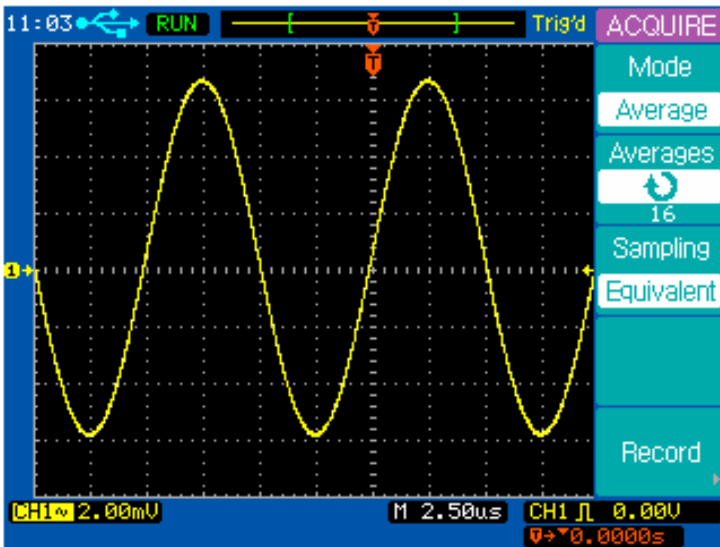 11:03 RUN T Trig'd ACQUIRE
T
Mode
Average
Averages
16
Sampling
1 Equivalent
Record
CH1~ 2.00mV M 2.50us CH1 0.00V
T→▼0.0000s